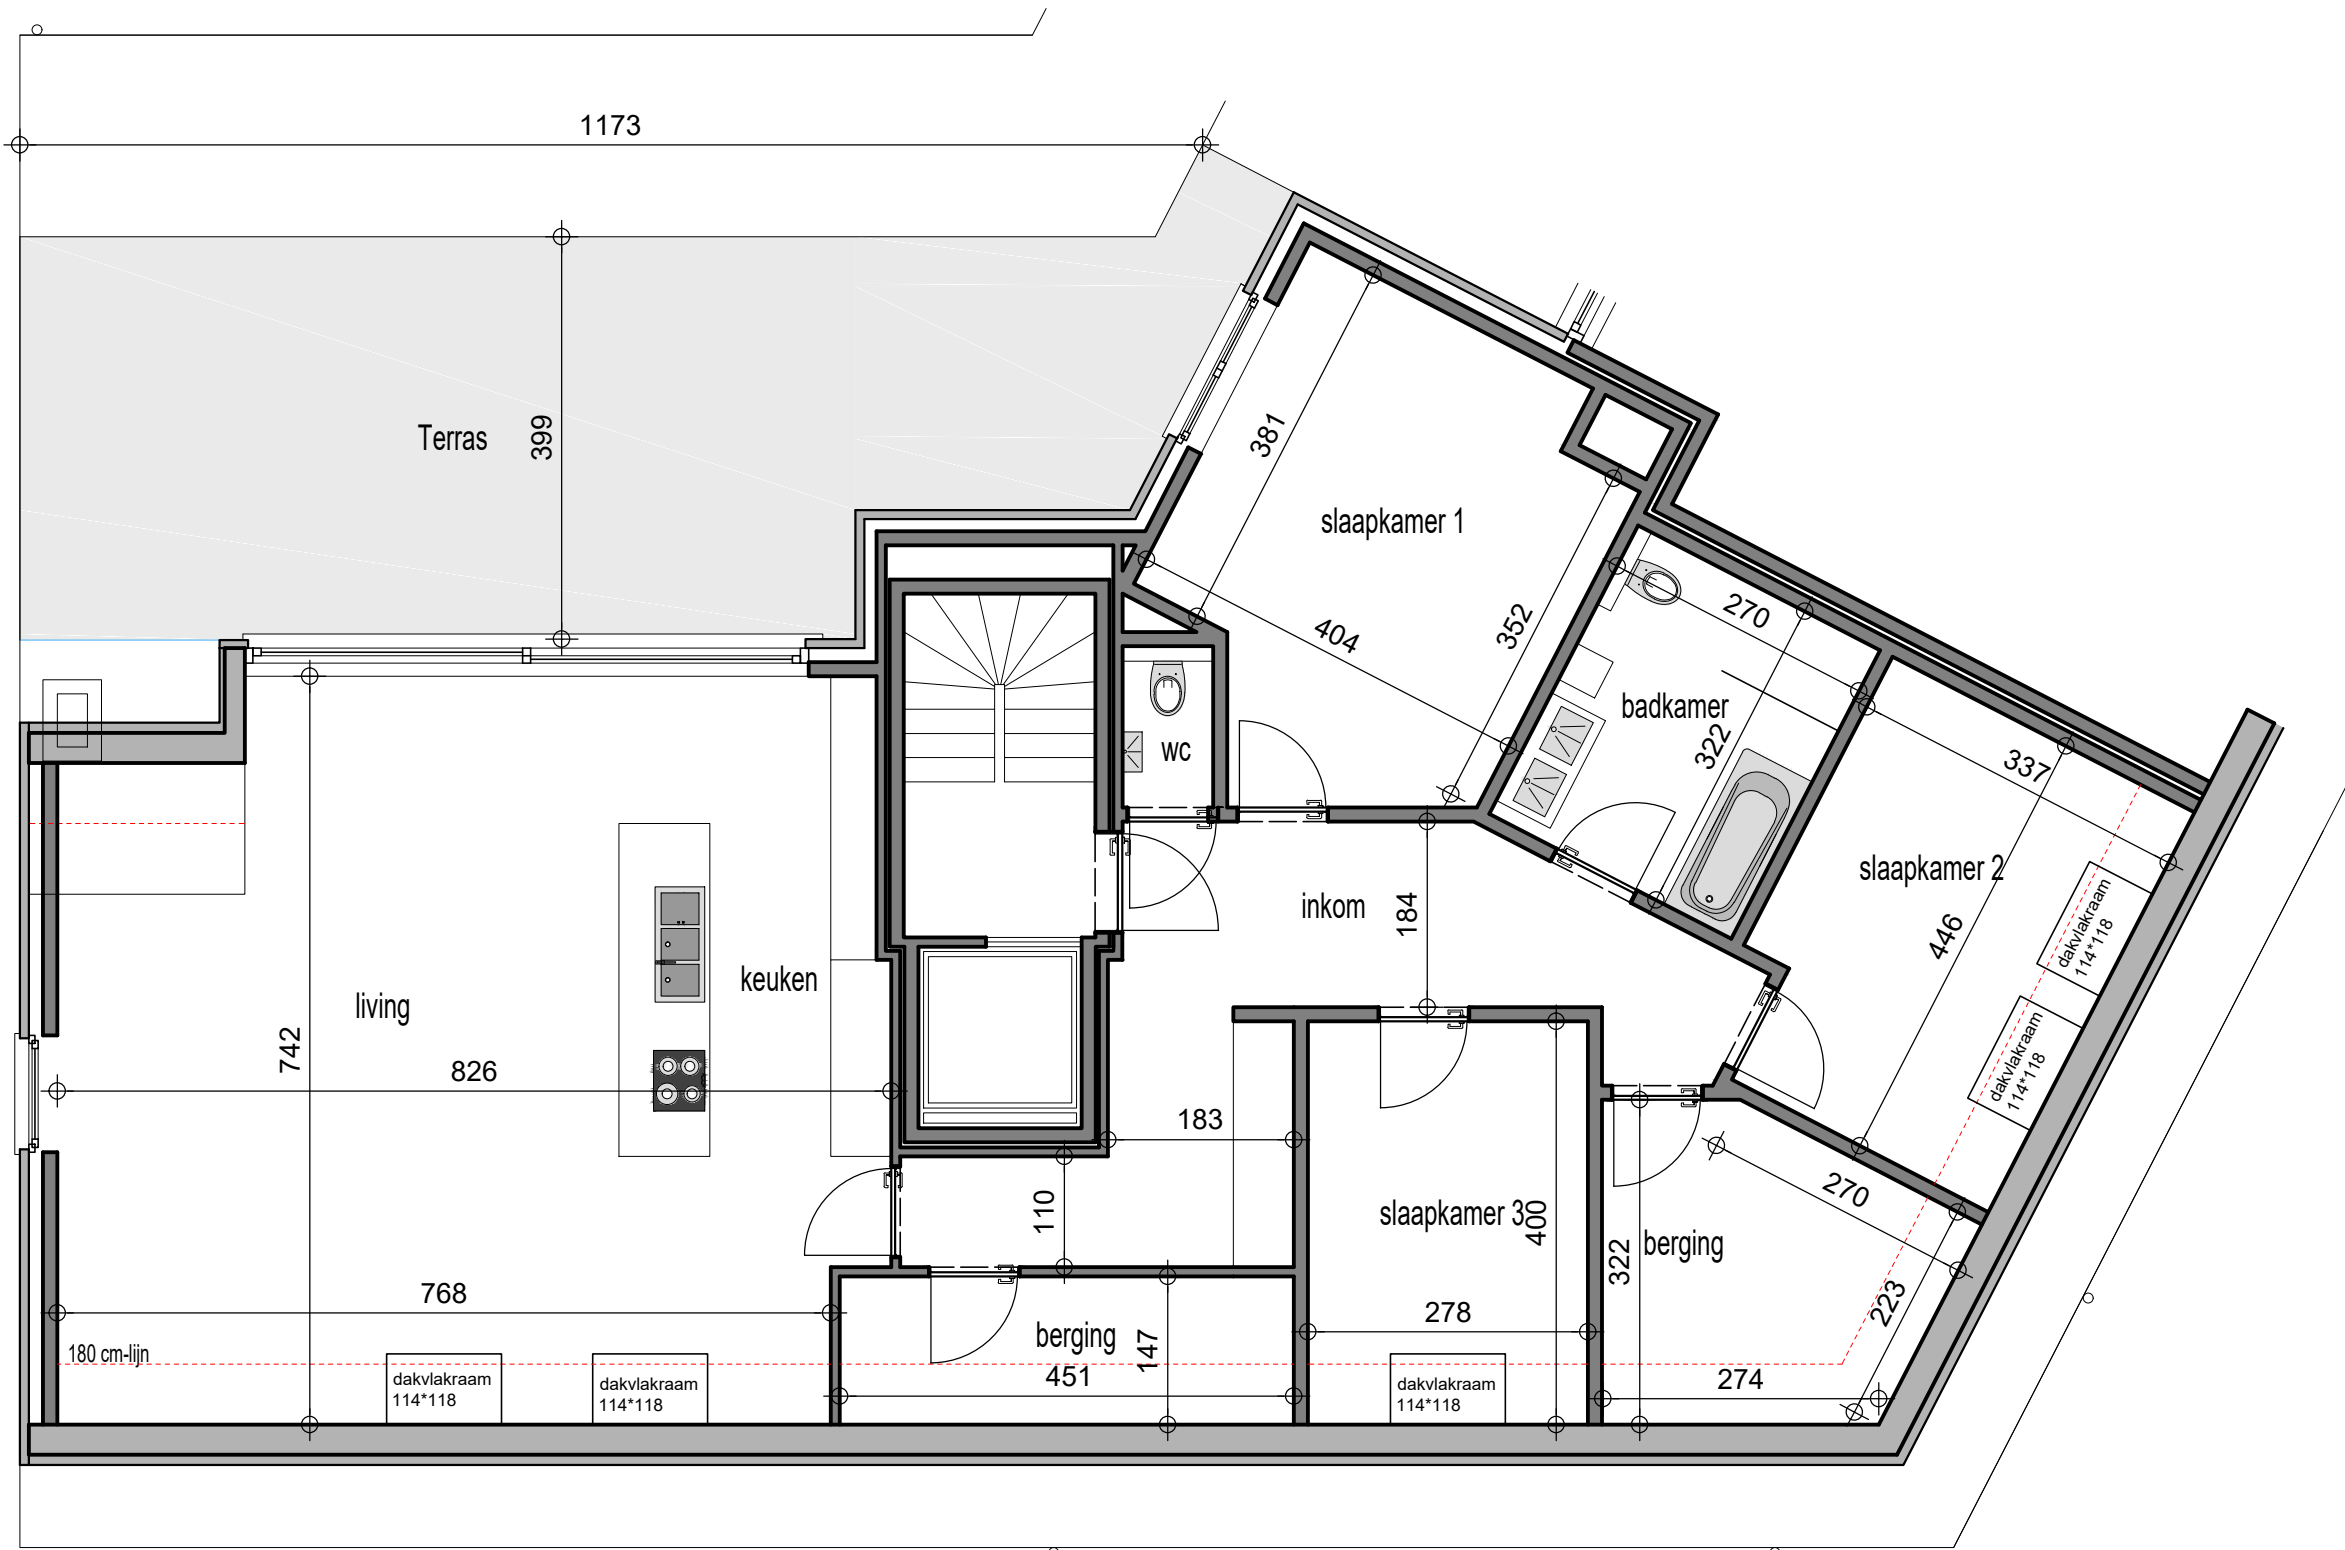 1173
Terras
399
381
slaapkamer 1
404
352
270
badkamer
322
wc
337
slaapkamer 2
446
dakvlakraam
114*118
dakvlakraam
114*118
inkom
184
keuken
living
742
826
183
110
slaapkamer 3
400
322
berging
270
223
768
278
berging
147
451
274
180 cm-lijn
dakvlakraam
114*118
dakvlakraam
114*118
dakvlakraam
114*118